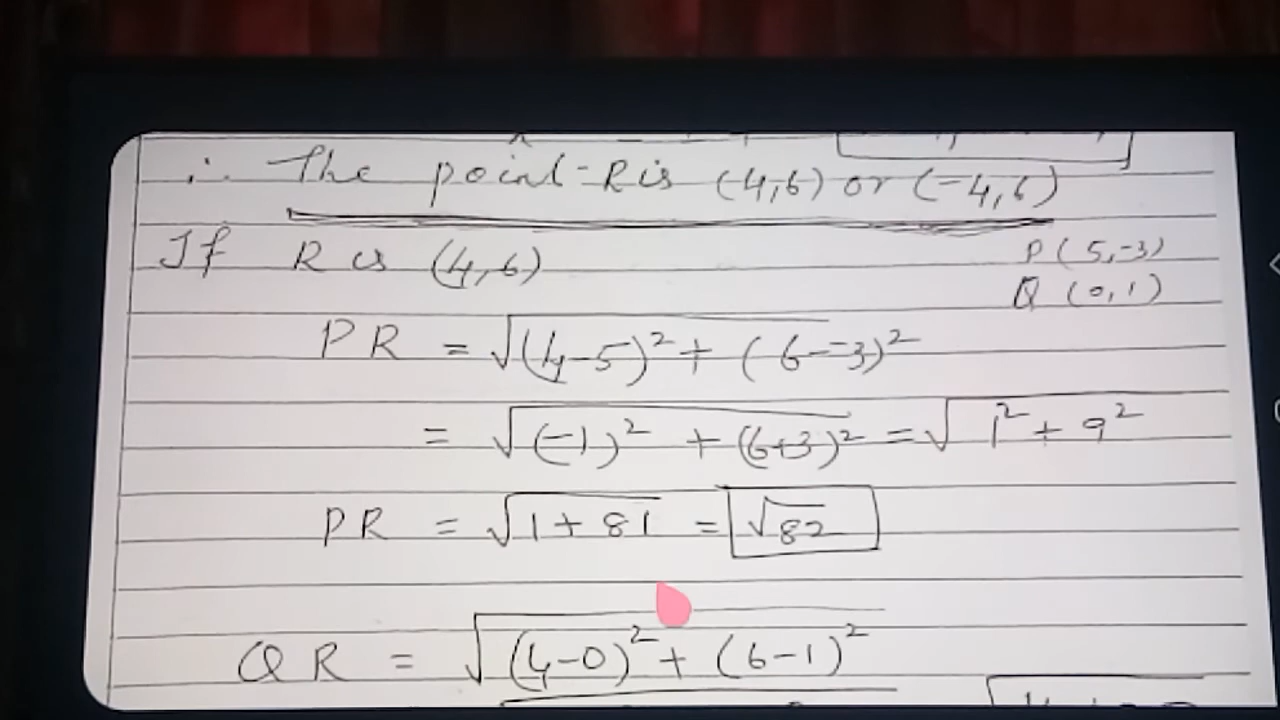 ∴ The point R is (4,6) or (-4,6)
If R is (4,6)
P (5,-3)
Q (0,1)
PR = √(4-5)² + (6--3)²
= √(-1)² + (6+3)² = √1² + 9²
PR = √1+81 = √82
QR = √(4-0)² + (6-1)²